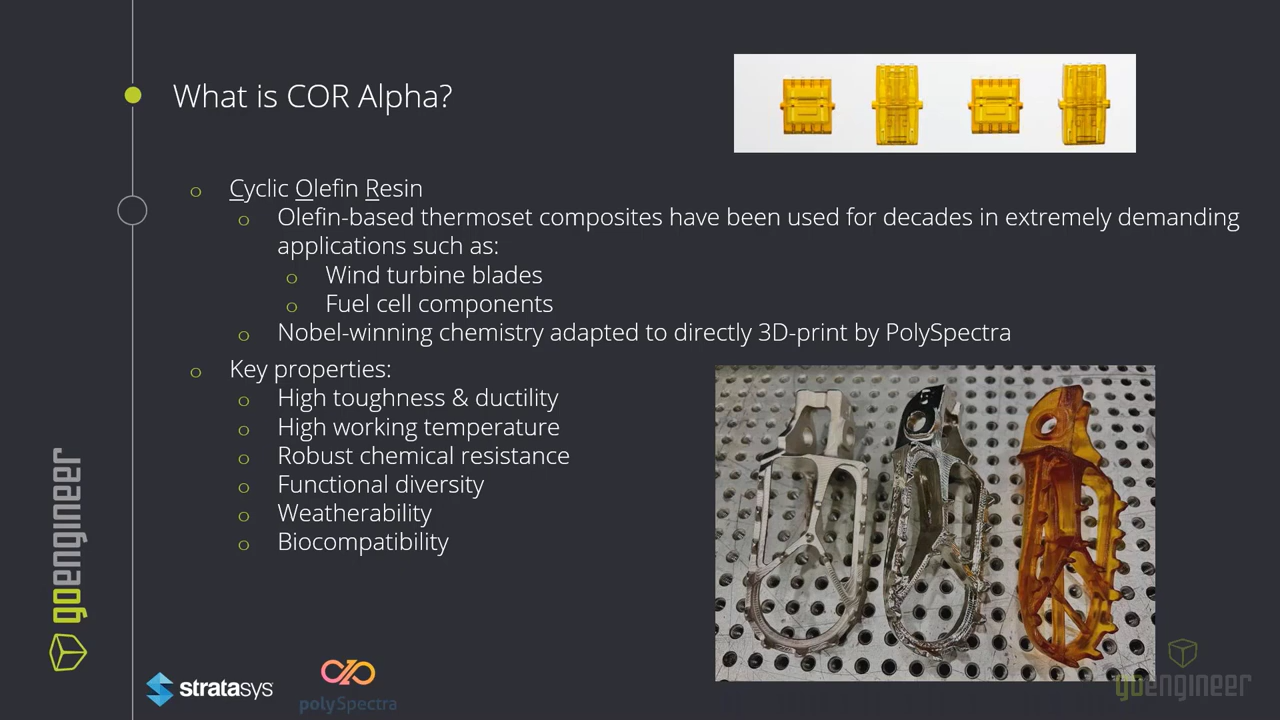 What is COR Alpha?
Cyclic Olefin Resin
Olefin-based thermoset composites have been used for decades in extremely demanding
applications such as:
Wind turbine blades
Fuel cell components
Nobel-winning chemistry adapted to directly 3D-print by PolySpectra
Key properties:
High toughness & ductility
High working temperature
Robust chemical resistance
Functional diversity
Weatherability
Biocompatibility
goengineer
stratasys
polySpectra
goengineer